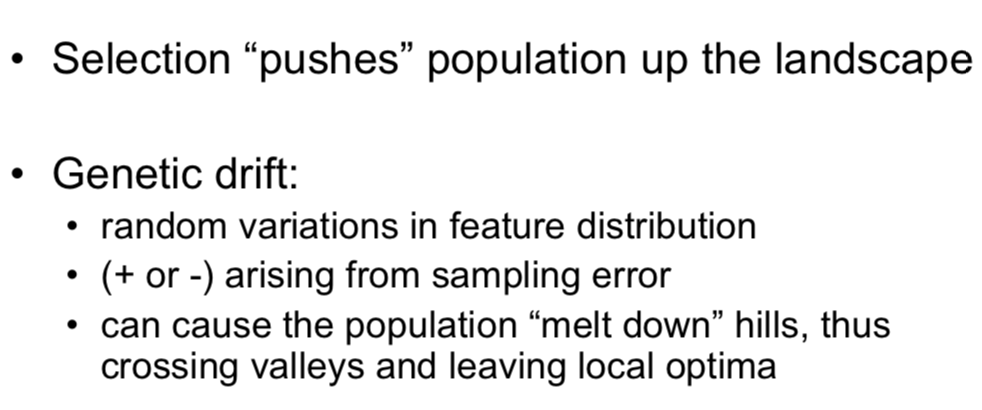 • Selection “pushes” population up the landscape
• Genetic drift:
• random variations in feature distribution
• (+ or -) arising from sampling error
• can cause the population “melt down” hills, thus
crossing valleys and leaving local optima